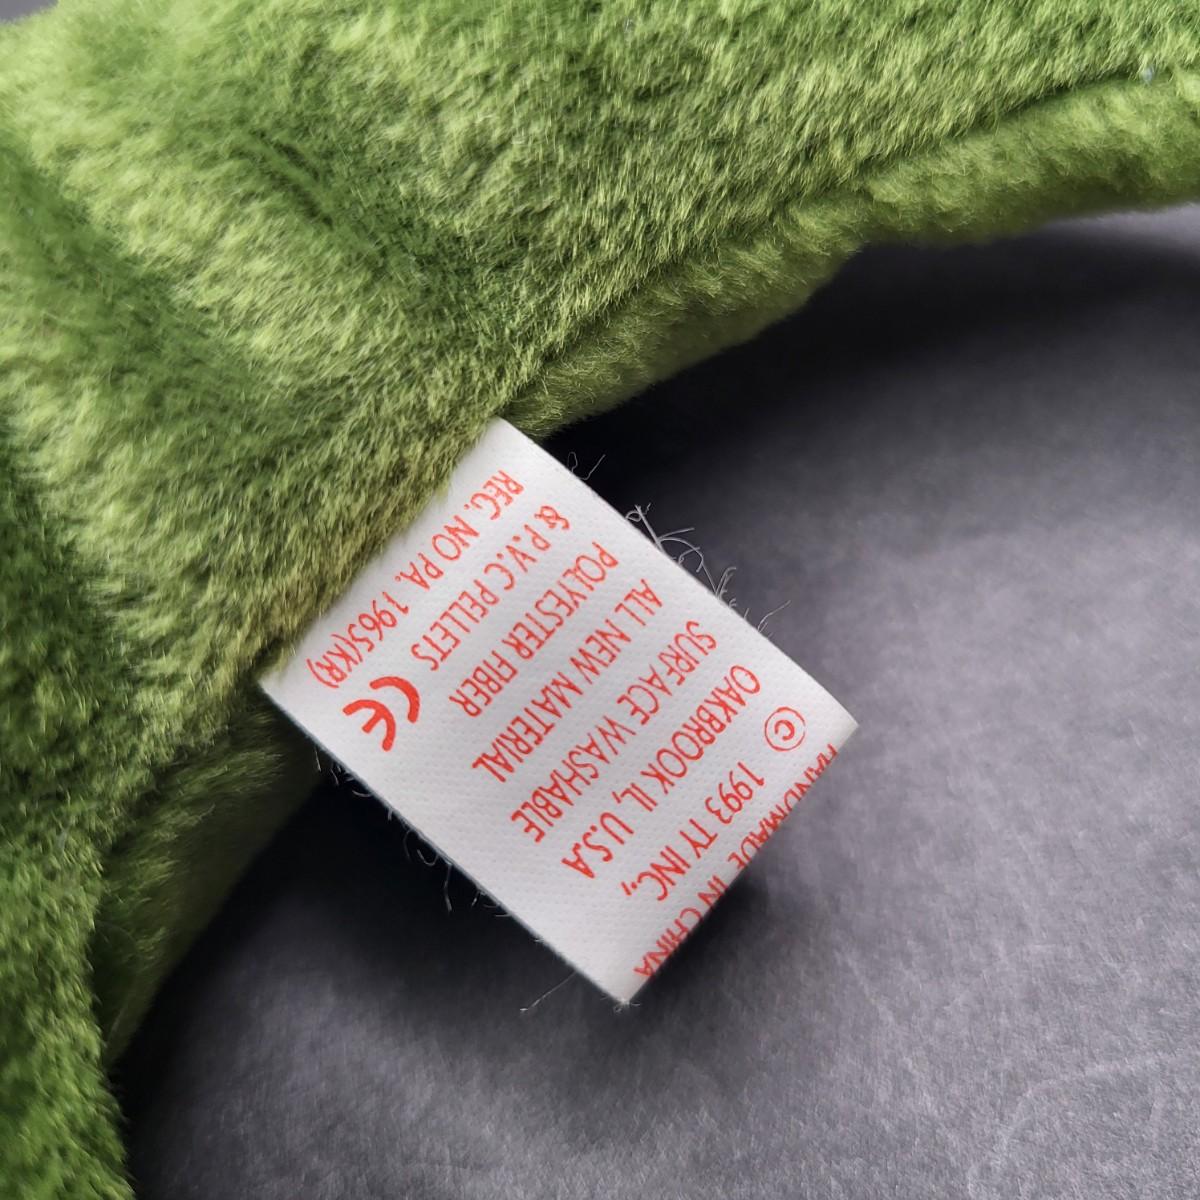 HANDMADE IN CHINA
© 1993 TY INC.,
OAKBROOK IL, U.S.A
SURFACE WASHABLE
ALL NEW MATERIAL
POLYESTER FIBER
& P.V.C PELLETS CE
REG. NO PA. 1965(KR)